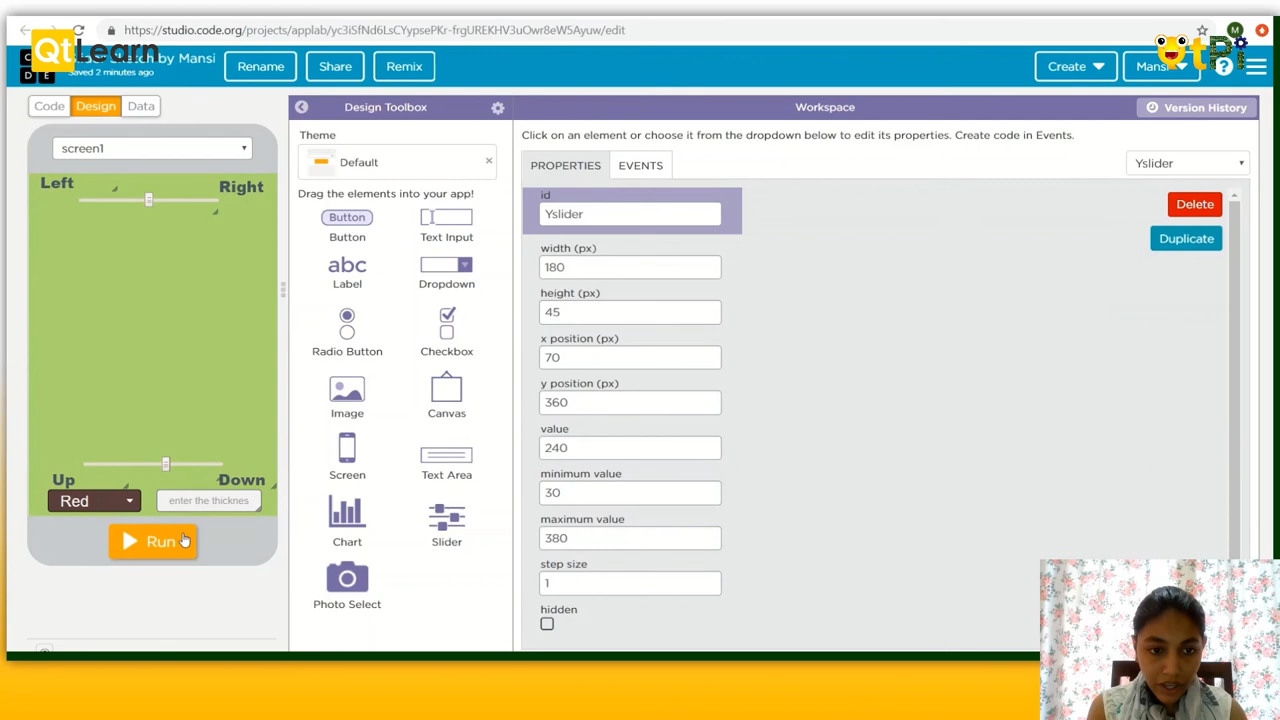 https://studio.code.org/projects/applab/yc3iSfNd6LsCYypsePKr-frgUREKHV3uOwr8eW5Ayufw/edit
M
QtLearn
QtPi
by Mansi
Saved 2 minutes ago
Rename
Share
Remix
Create
?
Code
Design
Data
Design Toolbox
Workspace
Version History
screen1
Theme
Default
Click on an element or choose it from the dropdown below to edit its properties. Create code in Events.
PROPERTIES
EVENTS
Yslider
Left
Right
Drag the elements into your app!
Button
Button
Text Input
abc
Label
Dropdown
Radio Button
Checkbox
Image
Canvas
Screen
Text Area
Chart
Slider
Photo Select
id
Yslider
width (px)
180
height (px)
45
x position (px)
70
y position (px)
360
value
240
minimum value
30
maximum value
380
step size
1
hidden
Delete
Duplicate
Up
Down
Red
enter the thicknes
Run